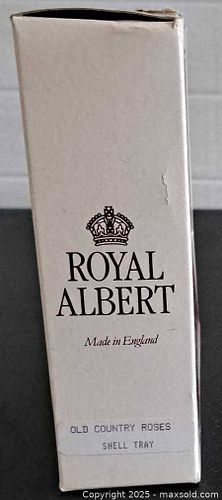 ROYAL
ALBERT
Made in England
OLD COUNTRY ROSES
SHELL TRAY
Copyright © 2025 - maxsold.com